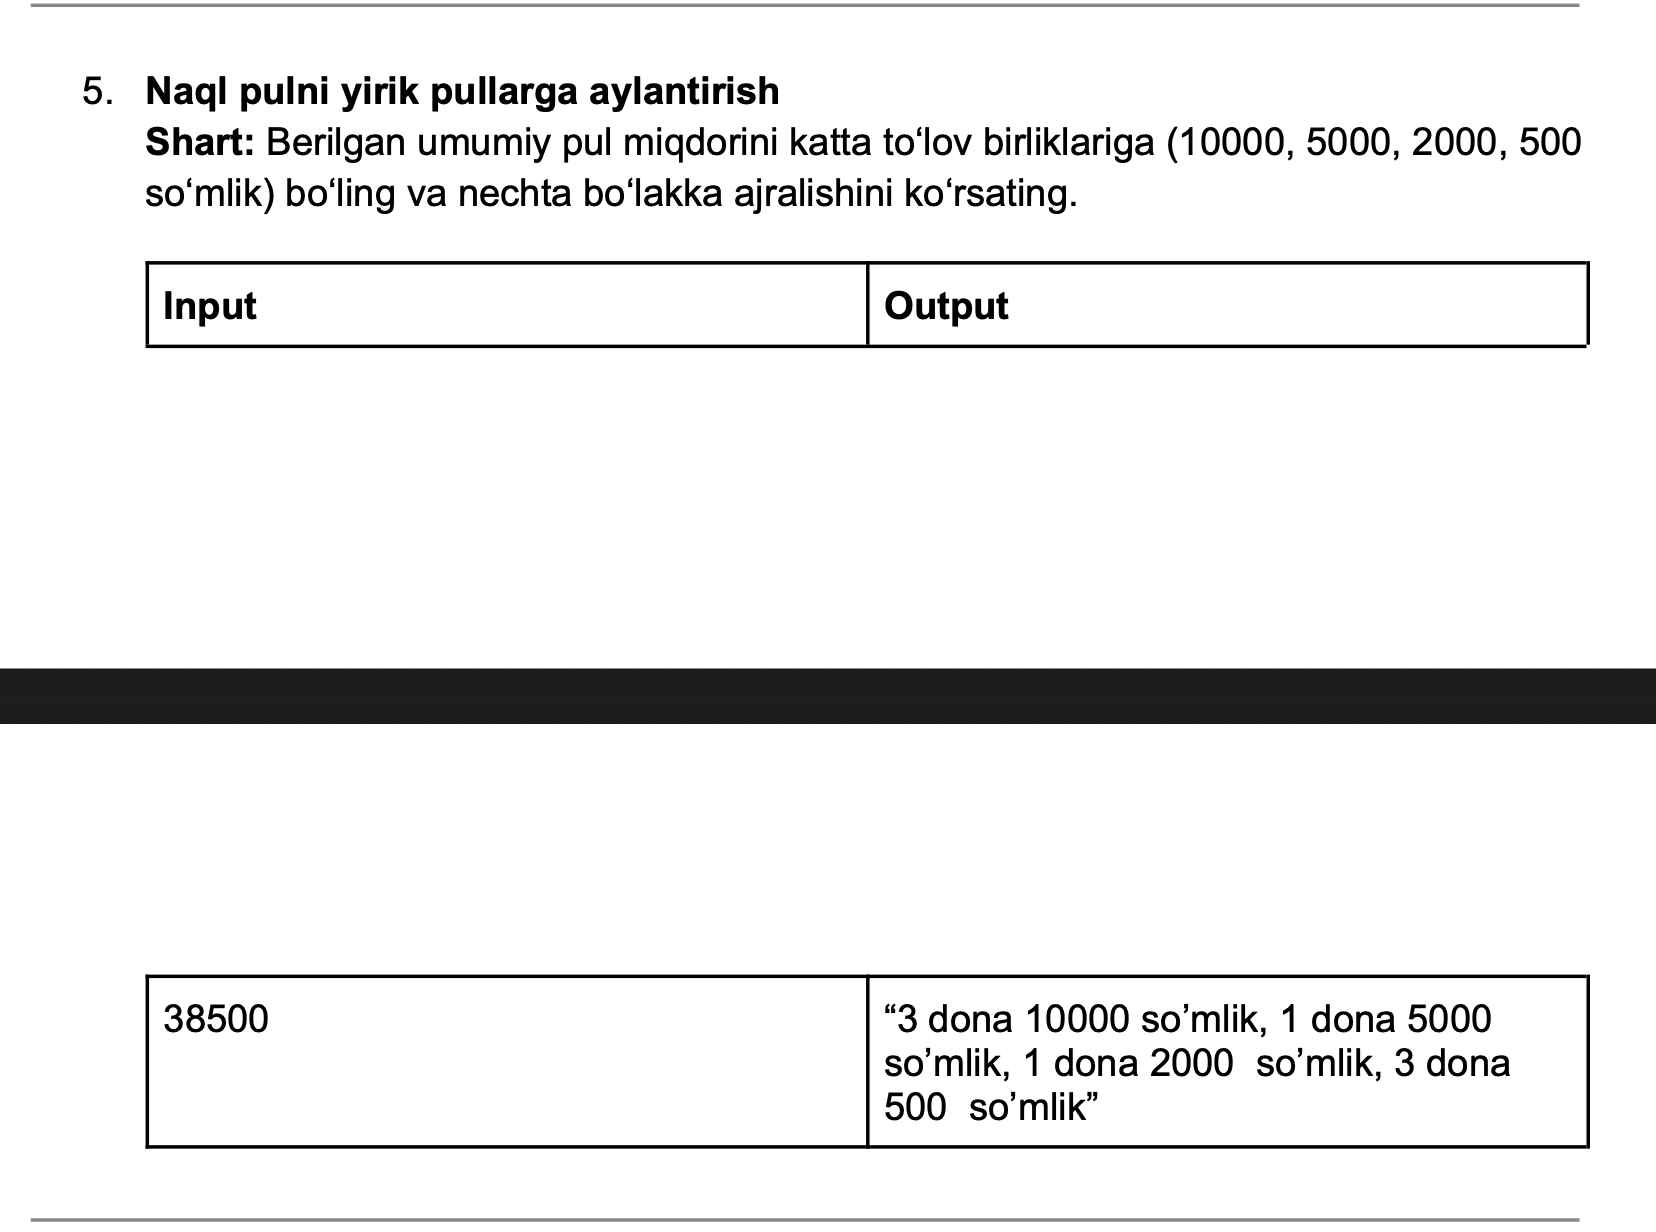 5. Naql pulni yirik pullarga aylantirish
Shart: Berilgan umumiy pul miqdorini katta to‘lov birliklariga (10000, 5000, 2000, 500
so‘mlik) bo‘ling va nechta bo‘lakka ajralishini ko‘rsating.
Input Output
38500 “3 dona 10000 so’mlik, 1 dona 5000
so’mlik, 1 dona 2000  so’mlik, 3 dona
500  so’mlik”